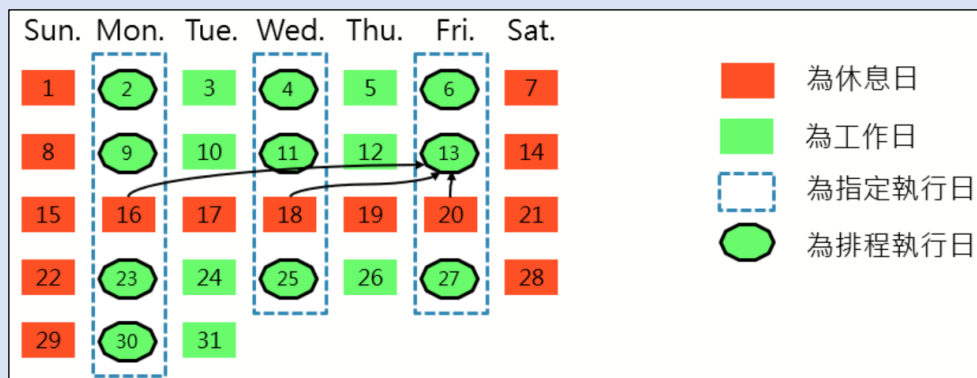 Sun. Mon. Tue. Wed. Thu. Fri. Sat.
1 2 3 4 5 6 7
8 9 10 11 12 13 14
15 16 17 18 19 20 21
22 23 24 25 26 27 28
29 30 31
為休息日
為工作日
為指定執行日
為排程執行日